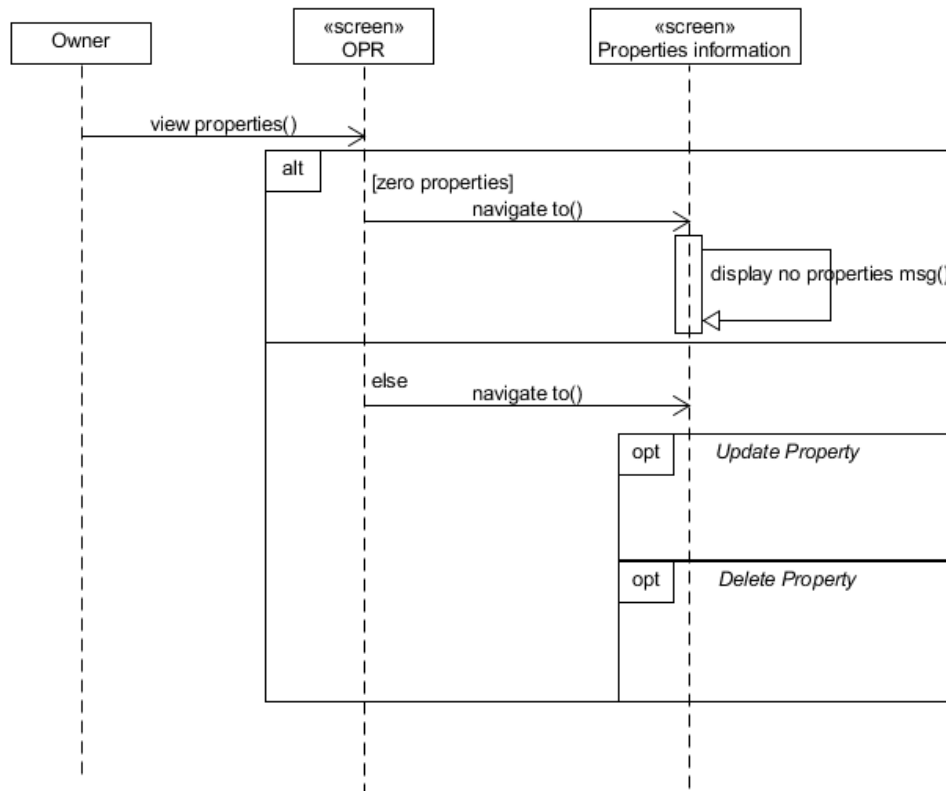 Owner
«screen»
OPR
«screen»
Properties information
view properties()
alt
[zero properties]
navigate to()
display no properties msg()
else
navigate to()
opt
Update Property
opt
Delete Property